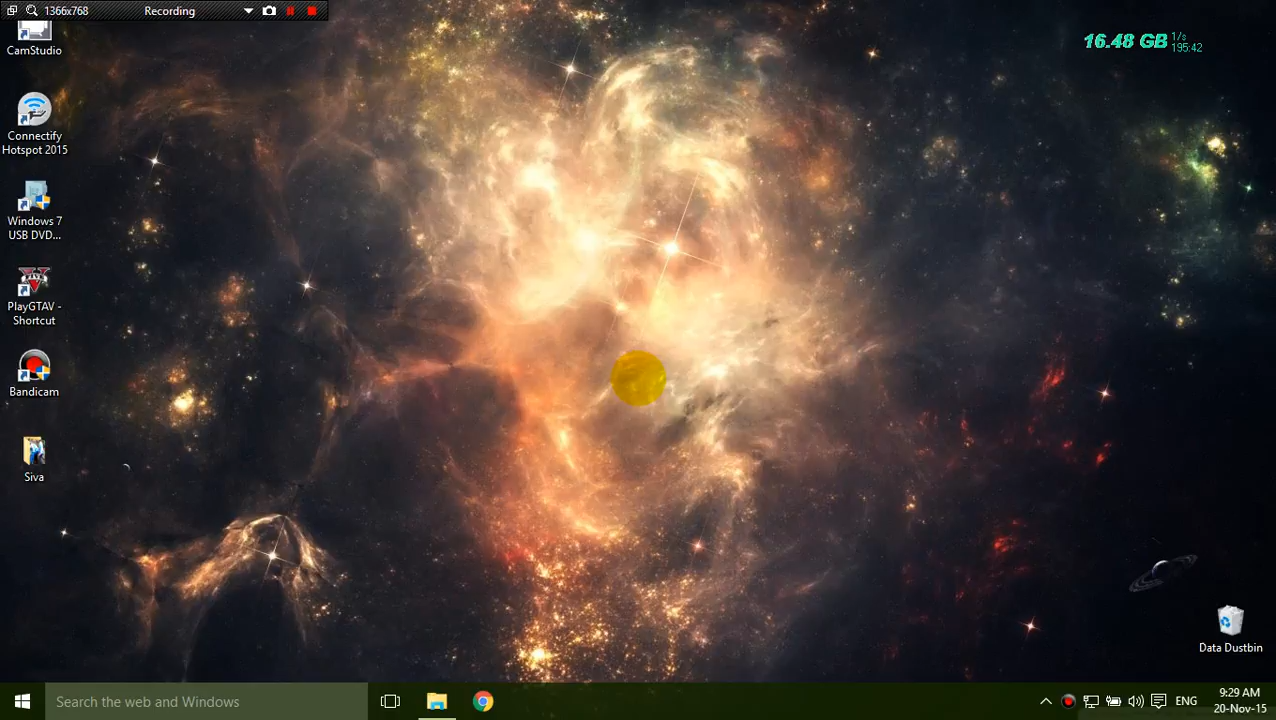 1366x768 Recording
16.48 GB 1/s
195:42
CamStudio
Connectify
Hotspot 2015
Windows 7
USB DVD...
PlayGTAV -
Shortcut
Bandicam
Siva
Data Dustbin
Search the web and Windows
ENG
9:29 AM
20-Nov-15